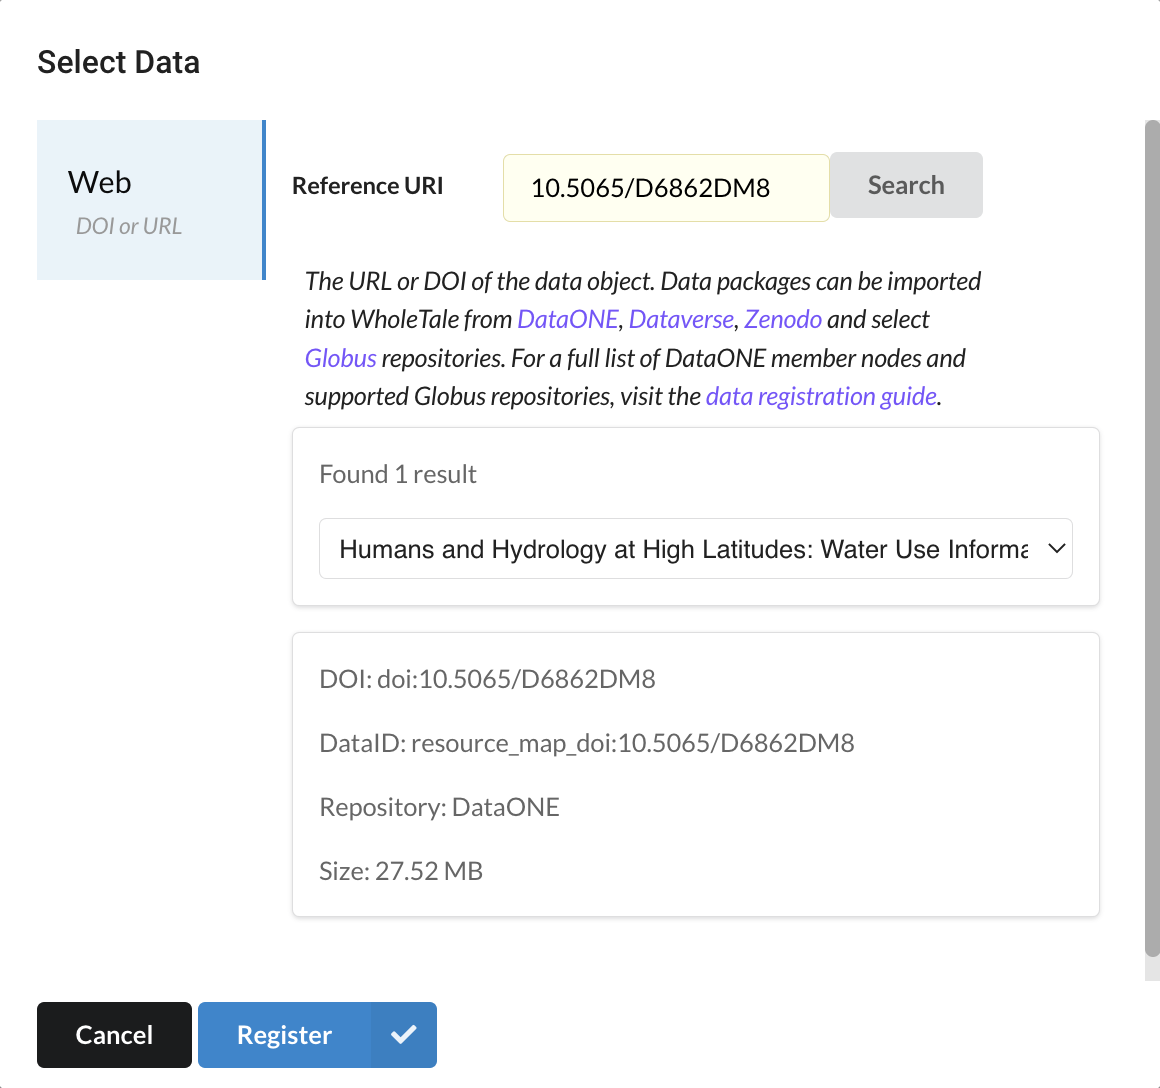 Select Data
Web
DOI or URL
Reference URI
10.5065/D6862DM8
Search
The URL or DOI of the data object. Data packages can be imported
into WholeTale from DataONE, Dataverse, Zenodo and select
Globus repositories. For a full list of DataONE member nodes and
supported Globus repositories, visit the data registration guide.
Found 1 result
Humans and Hydrology at High Latitudes: Water Use Informa
DOI: doi:10.5065/D6862DM8
DataID: resource_map_doi:10.5065/D6862DM8
Repository: DataONE
Size: 27.52 MB
Cancel
Register